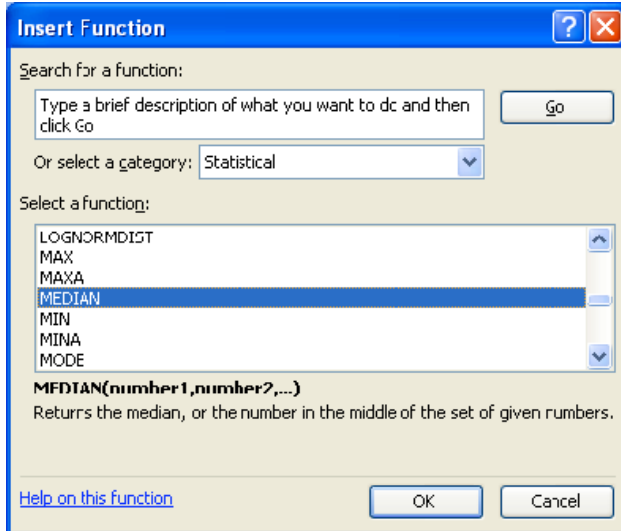 Insert Function
Search for a function:
Type a brief description of what you want to do and then
click Go
Go
Or select a category: Statistical
Select a function:
LOGNORMDIST
MAX
MAXA
MEDIAN
MIN
MINA
MODE
MEDIAN(number1,number2,...)
Returns the median, or the number in the middle of the set of given numbers.
Help on this function
OK
Cancel